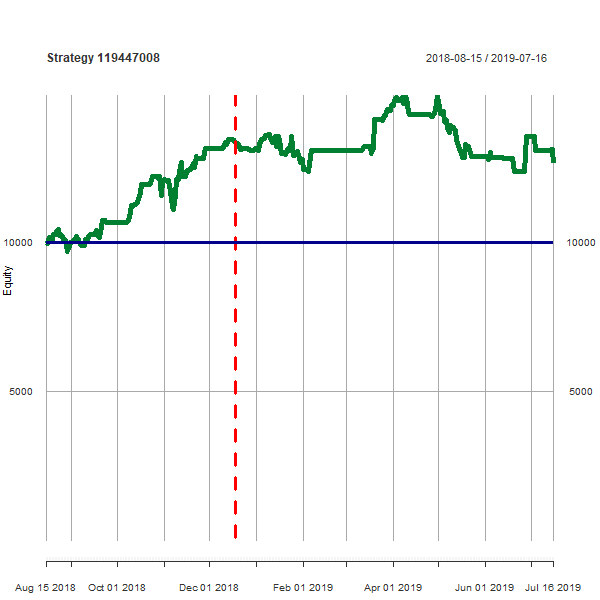 Strategy 119447008
2018-08-15 / 2019-07-16
10000 10000
Equity
5000 5000
Aug 15 2018 Oct 01 2018 Dec 01 2018 Feb 01 2019 Apr 01 2019 Jun 01 2019 Jul 16 2019